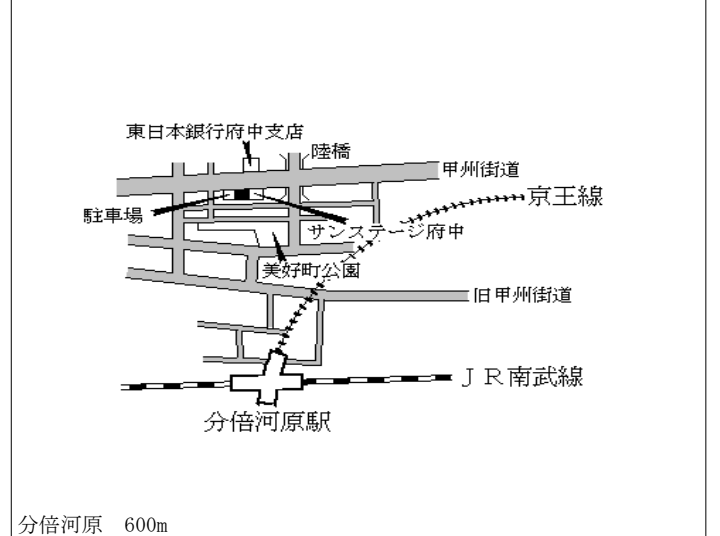 東日本銀行府中支店
陸橋
甲州街道
京王線
駐車場
サンステージ府中
美好町公園
旧甲州街道
ＪＲ南武線
分倍河原駅
分倍河原　600m